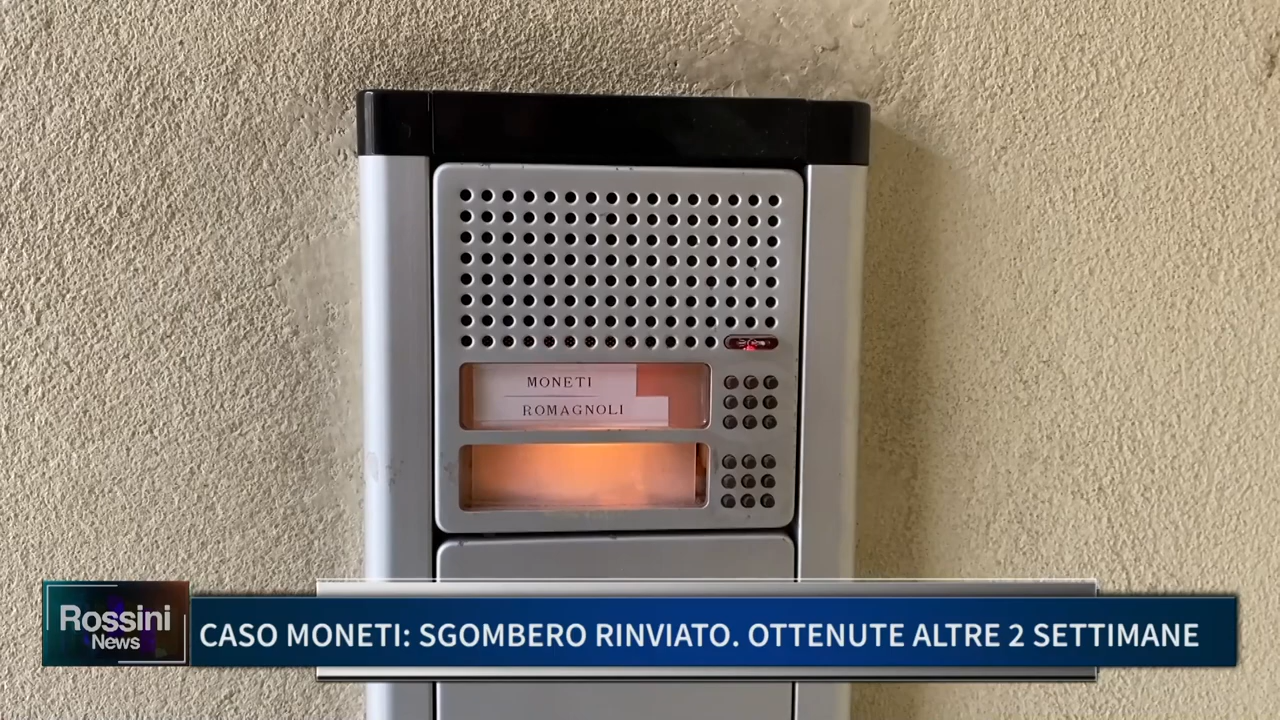 MONETI
ROMAGNOLI
Rossini
News
CASO MONETI: SGOMBERO RINVIATO. OTTENUTE ALTRE 2 SETTIMANE